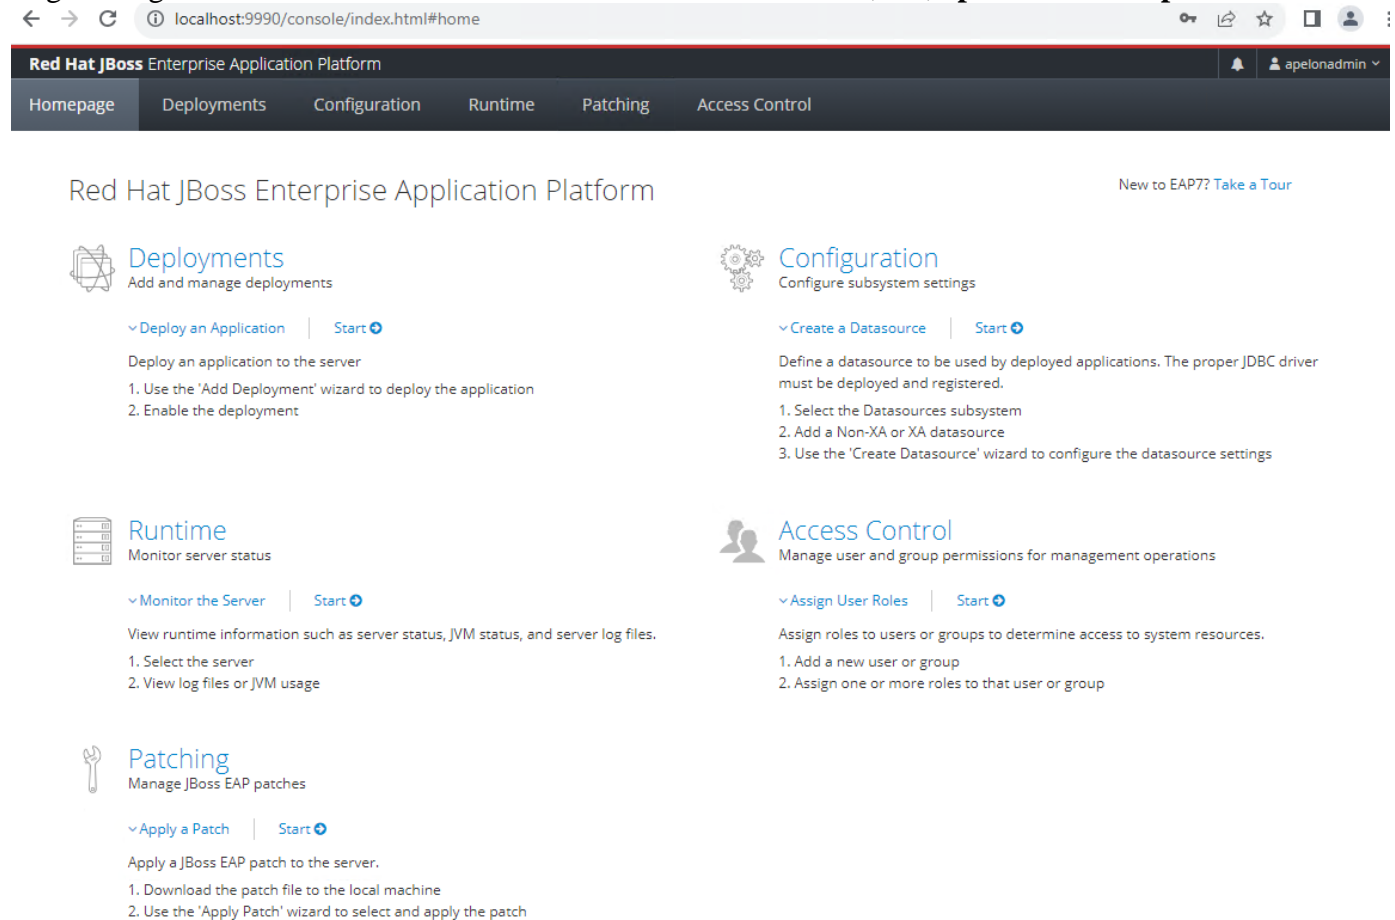 localhost:9990/console/index.html#home
Red Hat JBoss Enterprise Application Platform
apelonadmin
Homepage Deployments Configuration Runtime Patching Access Control
Red Hat JBoss Enterprise Application Platform
New to EAP7? Take a Tour
Deployments
Add and manage deployments
Deploy an Application
Start
Deploy an application to the server
1. Use the 'Add Deployment' wizard to deploy the application
2. Enable the deployment
Configuration
Configure subsystem settings
Create a Datasource
Start
Define a datasource to be used by deployed applications. The proper JDBC driver
must be deployed and registered.
1. Select the Datasources subsystem
2. Add a Non-XA or XA datasource
3. Use the 'Create Datasource' wizard to configure the datasource settings
Runtime
Monitor server status
Monitor the Server
Start
View runtime information such as server status, JVM status, and server log files.
1. Select the server
2. View log files or JVM usage
Access Control
Manage user and group permissions for management operations
Assign User Roles
Start
Assign roles to users or groups to determine access to system resources.
1. Add a new user or group
2. Assign one or more roles to that user or group
Patching
Manage JBoss EAP patches
Apply a Patch
Start
Apply a JBoss EAP patch to the server.
1. Download the patch file to the local machine
2. Use the 'Apply Patch' wizard to select and apply the patch